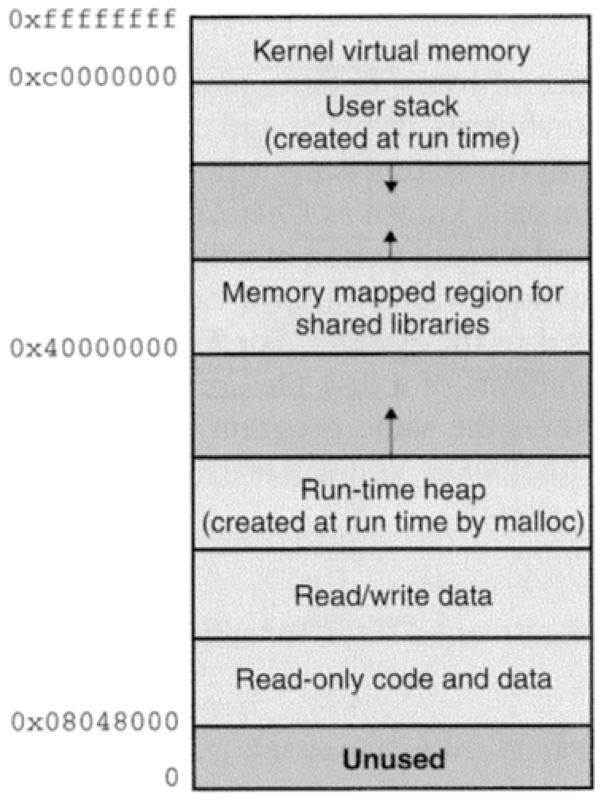 0xffffffff
Kernel virtual memory
0xc0000000
User stack
(created at run time)
Memory mapped region for
shared libraries
0x40000000
Run-time heap
(created at run time by malloc)
Read/write data
Read-only code and data
0x08048000
Unused
0